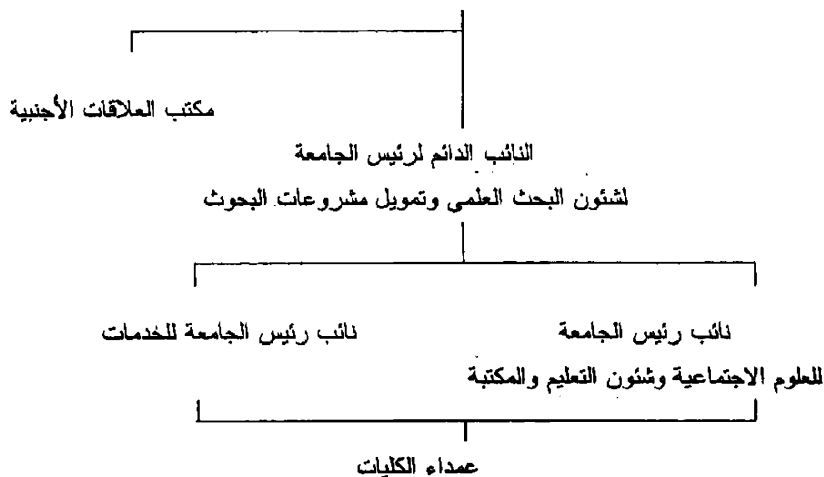 مكتب العلاقات الأجنبية
النائب الدائم لرئيس الجامعة
لشئون البحث العلمى وتمويل مشروعات البحوث
نائب رئيس الجامعة
للعلوم الاجتماعية وشئون التعليم والمكتبة
نائب رئيس الجامعة للخدمات
عمداء الكليات